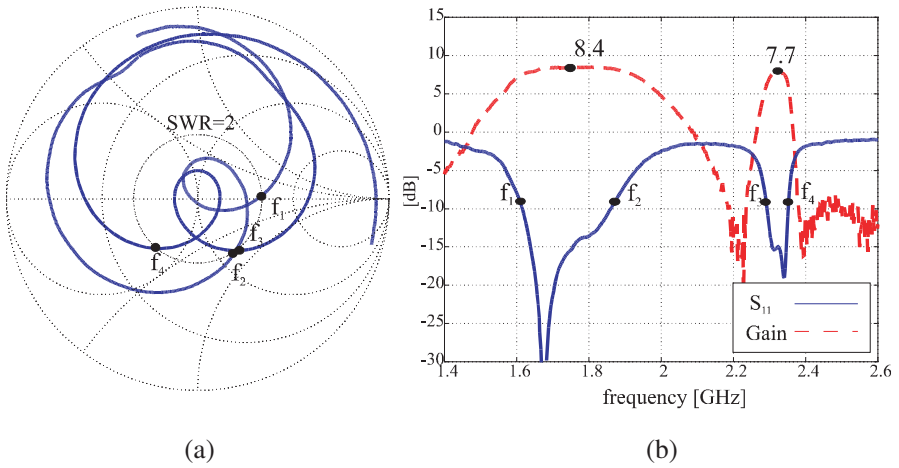 SWR=2
f₁
f₃
f₂
f₄
(a)
[dB]
15
10
5
0
-5
-10
-15
-20
-25
-30
8.4
7.7
f₁
f₂
f₃
f₄
S₁₁
Gain
1.4
1.6
1.8
2
2.2
2.4
2.6
frequency [GHz]
(b)